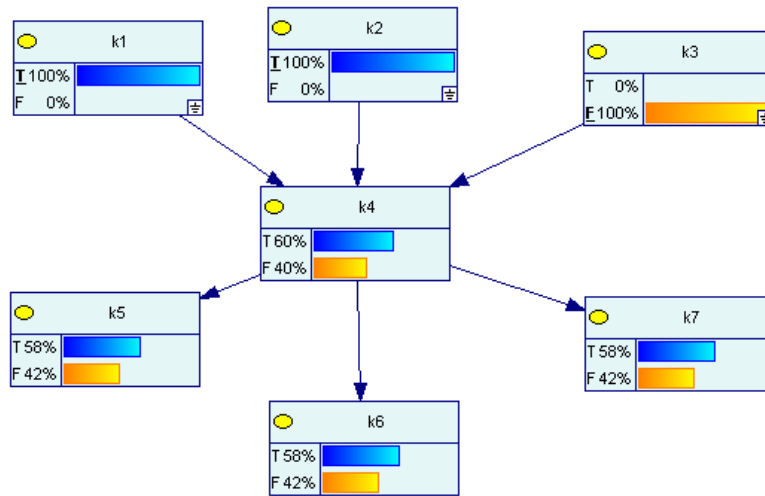 k1
T 100%
F 0%
k2
T 100%
F 0%
k3
T 0%
F 100%
k4
T 60%
F 40%
k5
T 58%
F 42%
k7
T 58%
F 42%
k6
T 58%
F 42%